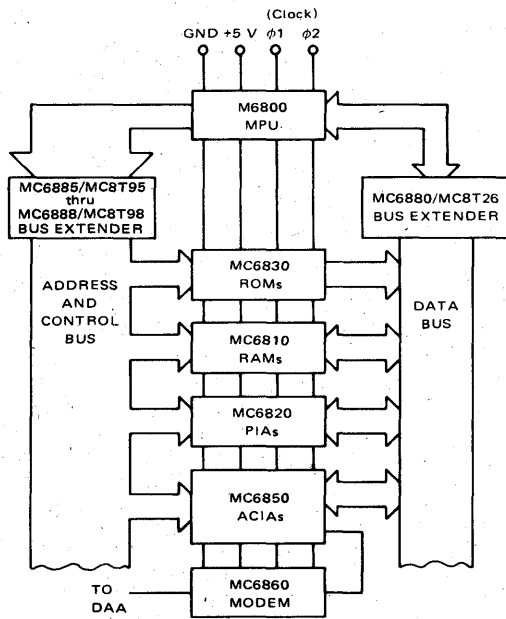 (Clock)
GND +5 V φ1 φ2
M6800
MPU
MC6885/MC8T95
thru
MC6888/MC8T98
BUS EXTENDER
MC6880/MC8T26
BUS EXTENDER
ADDRESS
AND
CONTROL
BUS
MC6830
ROMs
DATA
BUS
MC6810
RAMs
MC6820
PIAs
MC6850
ACIAs
TO
DAA
MC6860
MODEM